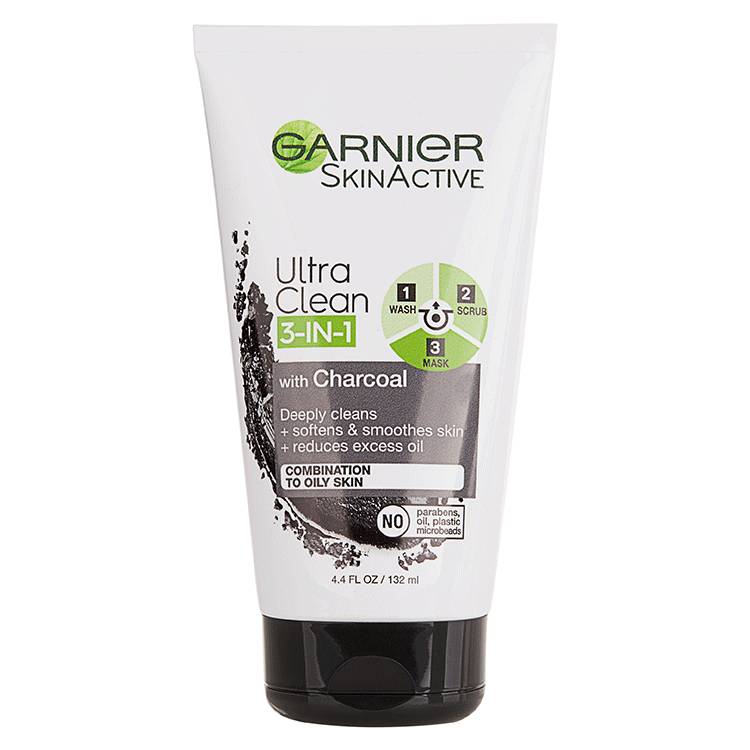 GARNIER
SKINACTIVE
Ultra
Clean
3-IN-1
1
WASH
2
SCRUB
3
MASK
with Charcoal
Deeply cleans
+ softens & smoothes skin
+ reduces excess oil
COMBINATION
TO OILY SKIN
NO
parabens,
oil, plastic
microbeads
4.4 FL OZ / 132 ml